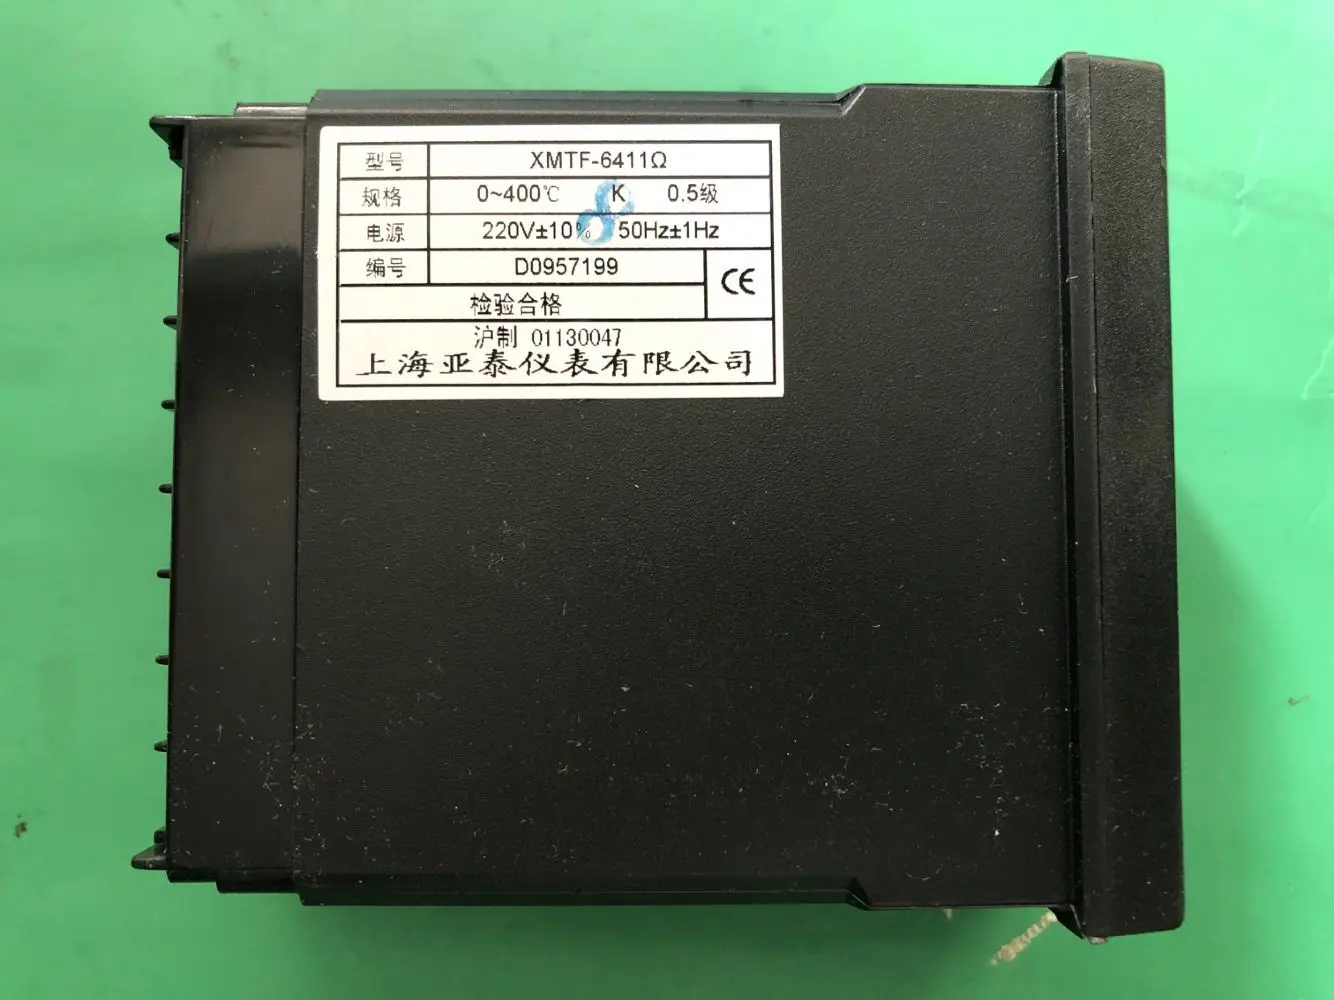 型号 XMTF-6411Ω
规格 0~400℃ K 0.5级
电源 220V±10% 50Hz±1Hz
编号 D0957199
CE
检验合格
沪制 01130047
上海亚泰仪表有限公司
8